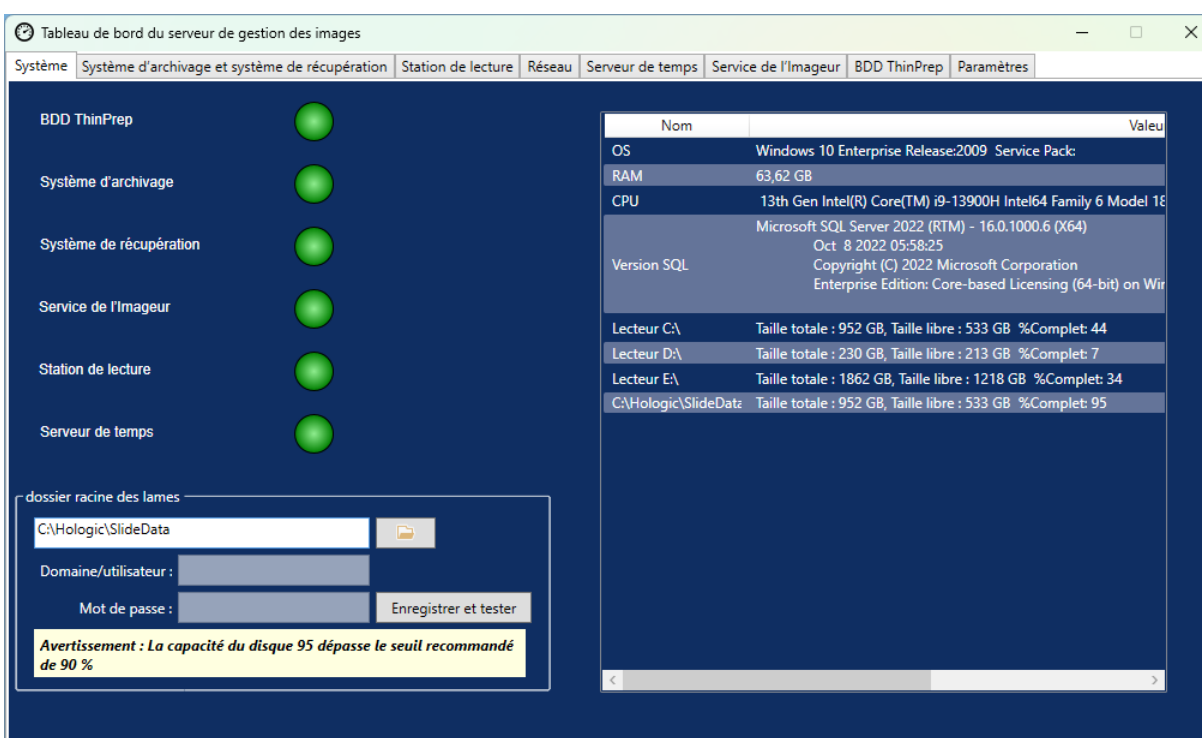 Tableau de bord du serveur de gestion des images
Système Système d'archivage et système de récupération Station de lecture Réseau Serveur de temps Service de l'Imageur BDD ThinPrep Paramètres
BDD ThinPrep
Système d'archivage
Système de récupération
Service de l'Imageur
Station de lecture
Serveur de temps
dossier racine des lames
C:\Hologic\SlideData
Domaine/utilisateur :
Mot de passe :
Enregistrer et tester
Avertissement : La capacité du disque 95 dépasse le seuil recommandé
de 90 %
Nom Valeu
OS Windows 10 Enterprise Release:2009 Service Pack:
RAM 63,62 GB
CPU 13th Gen Intel(R) Core(TM) i9-13900H Intel64 Family 6 Model 18
Microsoft SQL Server 2022 (RTM) - 16.0.1000.6 (X64)
Oct 8 2022 05:58:25
Version SQL Copyright (C) 2022 Microsoft Corporation
Enterprise Edition: Core-based Licensing (64-bit) on Wir
Lecteur C:\ Taille totale : 952 GB, Taille libre : 533 GB %Complet: 44
Lecteur D:\ Taille totale : 230 GB, Taille libre : 213 GB %Complet: 7
Lecteur E:\ Taille totale : 1862 GB, Taille libre : 1218 GB %Complet: 34
C:\Hologic\SlideData Taille totale : 952 GB, Taille libre : 533 GB %Complet: 95